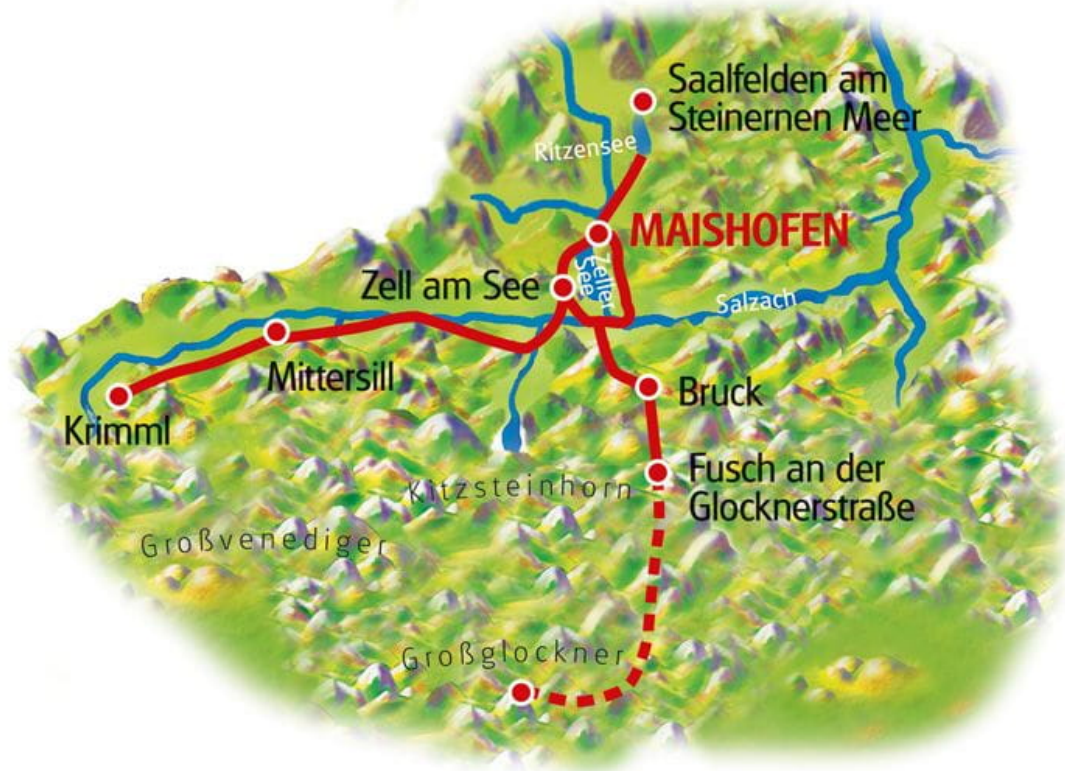 Saalfelden am
Steinernen Meer
Ritzensee
MAISHOFEN
Zeller
See
Zell am See
Salzach
Mittersill
Bruck
Krimml
Fusch an der
Glocknerstraße
Kitzsteinhorn
Großvenediger
Großglockner